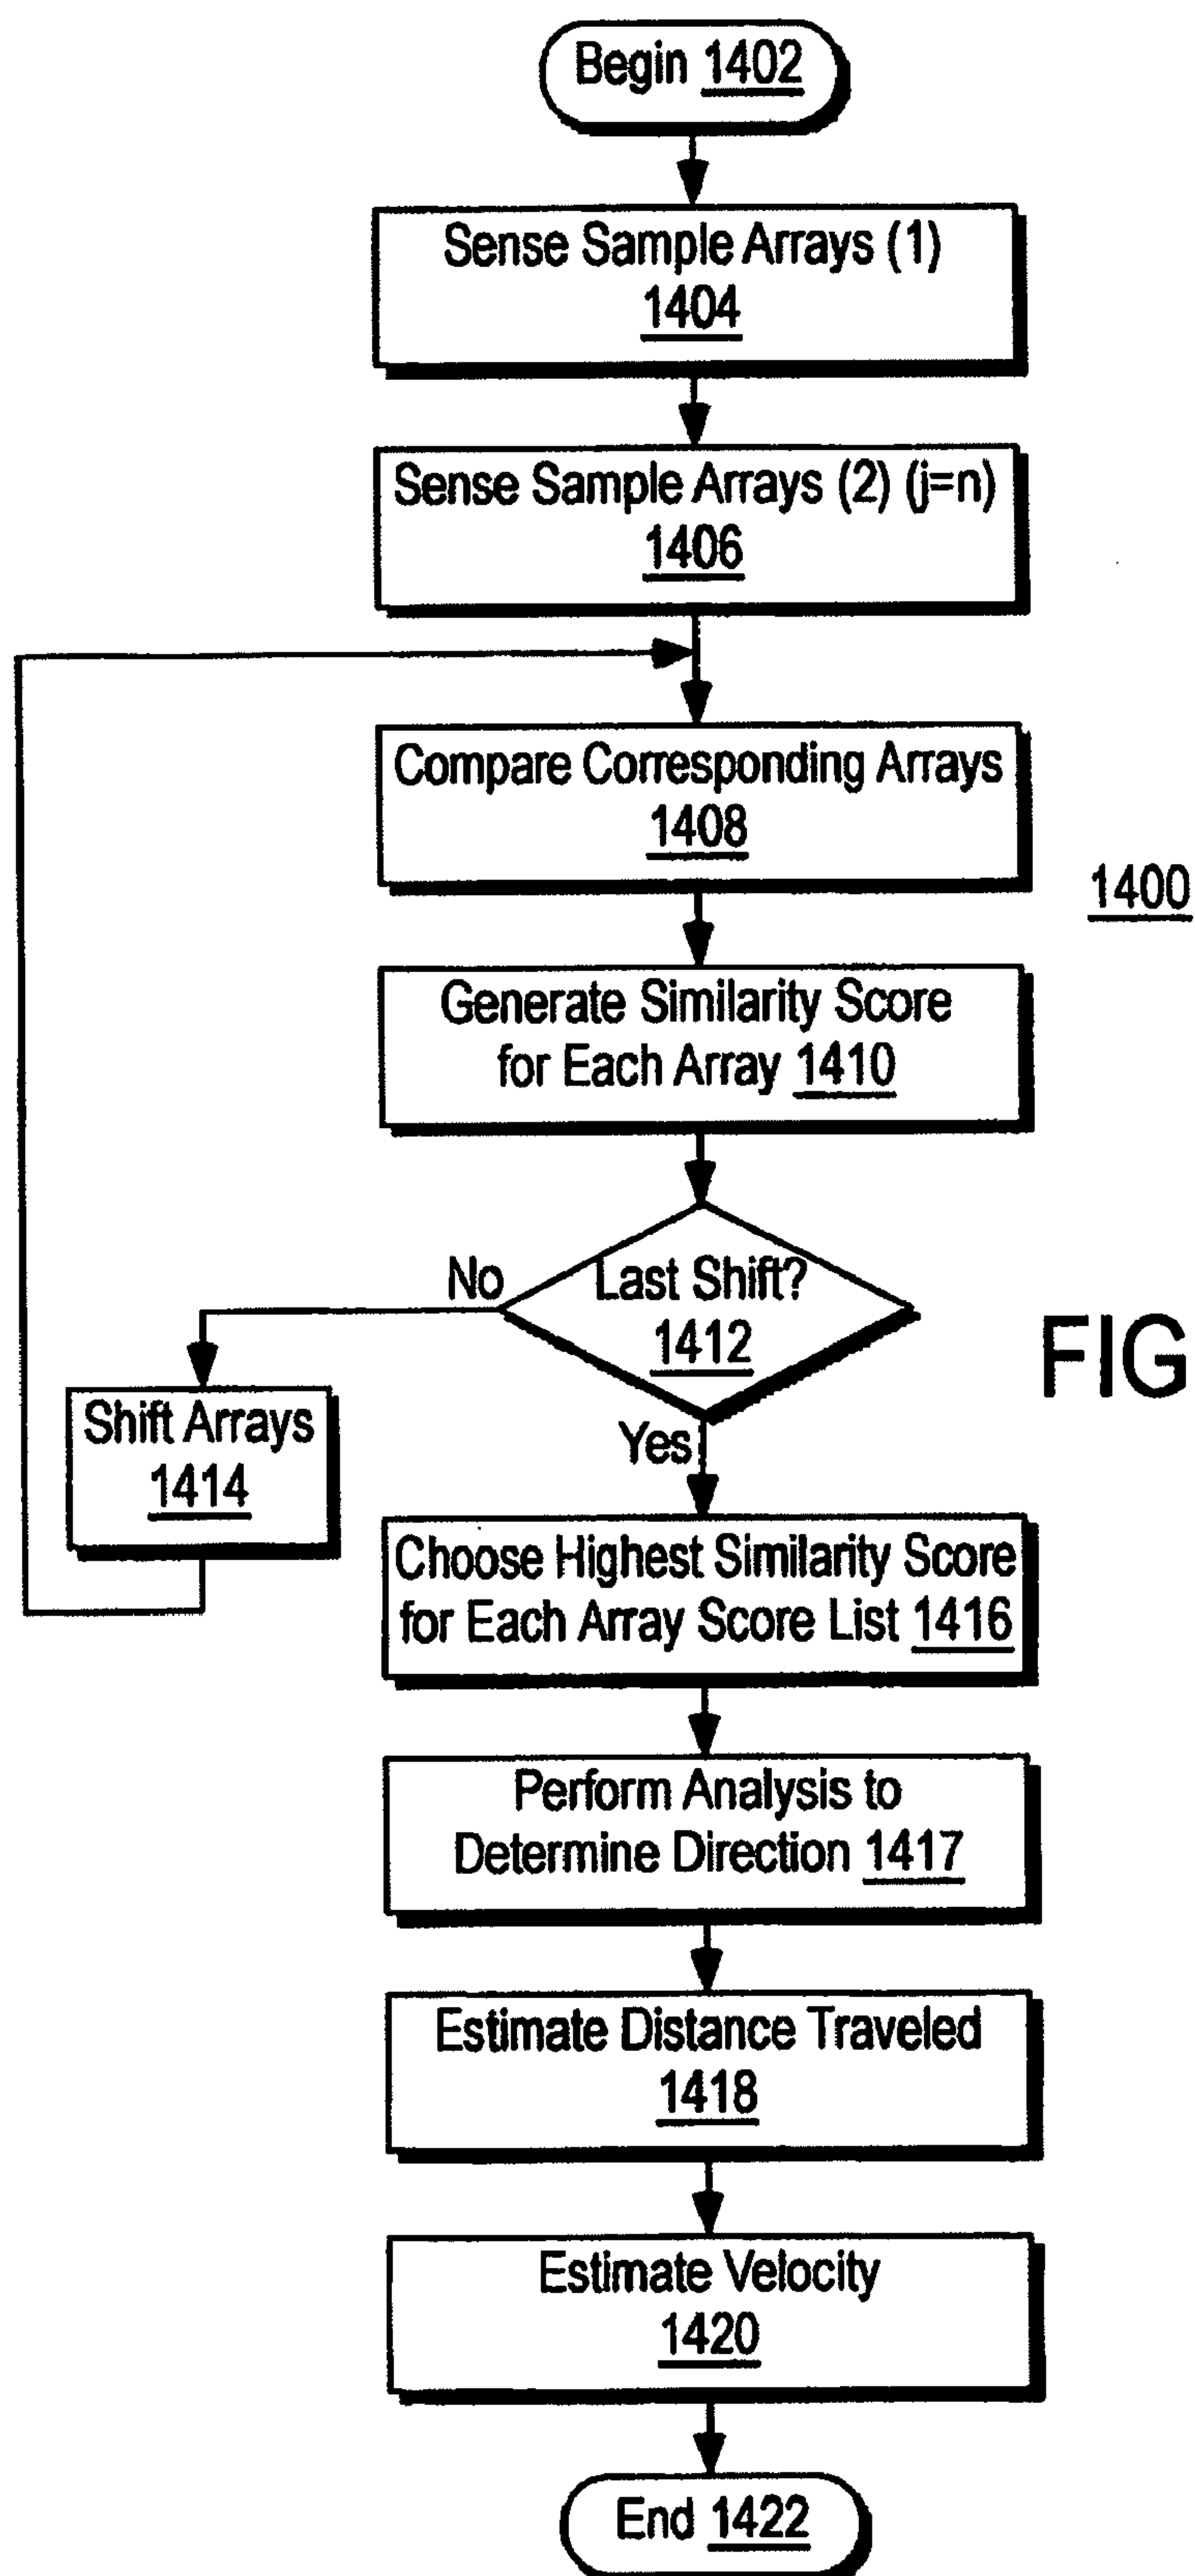 Begin 1402
Sense Sample Arrays (1)
1404
Sense Sample Arrays (2) (j=n)
1406
Compare Corresponding Arrays
1408
1400
Generate Similarity Score
for Each Array 1410
No
Last Shift?
1412
FIG
Yes
Shift Arrays
1414
Choose Highest Similarity Score
for Each Array Score List 1416
Perform Analysis to
Determine Direction 1417
Estimate Distance Traveled
1418
Estimate Velocity
1420
End 1422